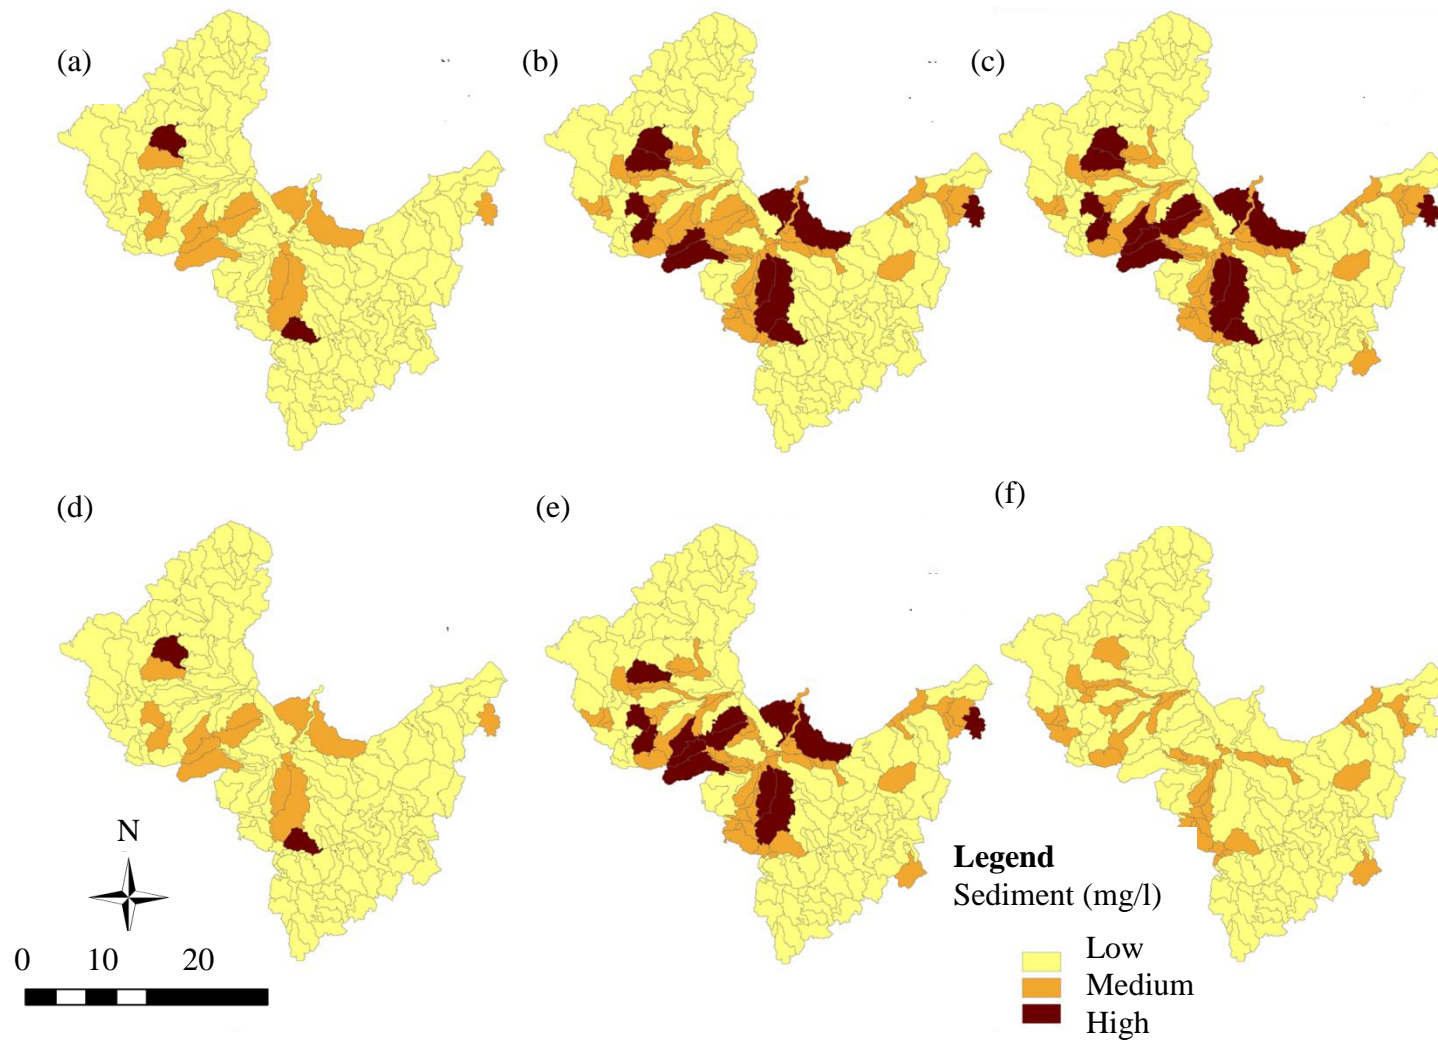 (a)
(b)
(c)
(d)
(e)
(f)
N
0 10 20
Legend
Sediment (mg/l)
Low
Medium
High